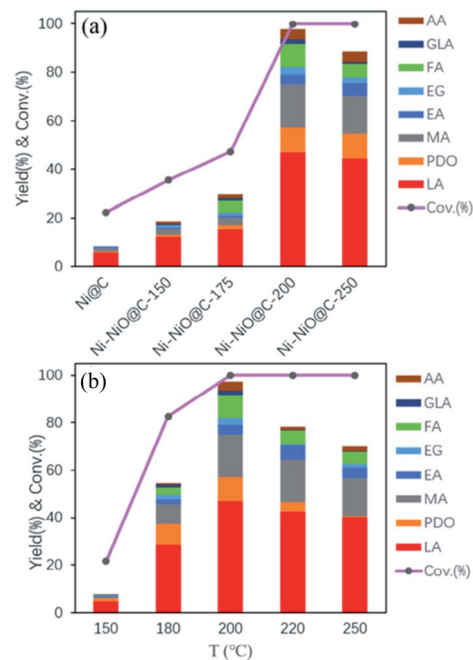 (a)
Yield(%) & Conv.(%)
100
80
60
40
20
0
Ni@C
Ni-NiO@C-150
Ni-NiO@C-175
Ni-NiO@C-200
Ni-NiO@C-250
AA
GLA
FA
EG
EA
MA
PDO
LA
Cov.(%)
(b)
Yield(%) & Conv.(%)
100
80
60
40
20
0
150 180 200 220 250
T (°C)
AA
GLA
FA
EG
EA
MA
PDO
LA
Cov.(%)